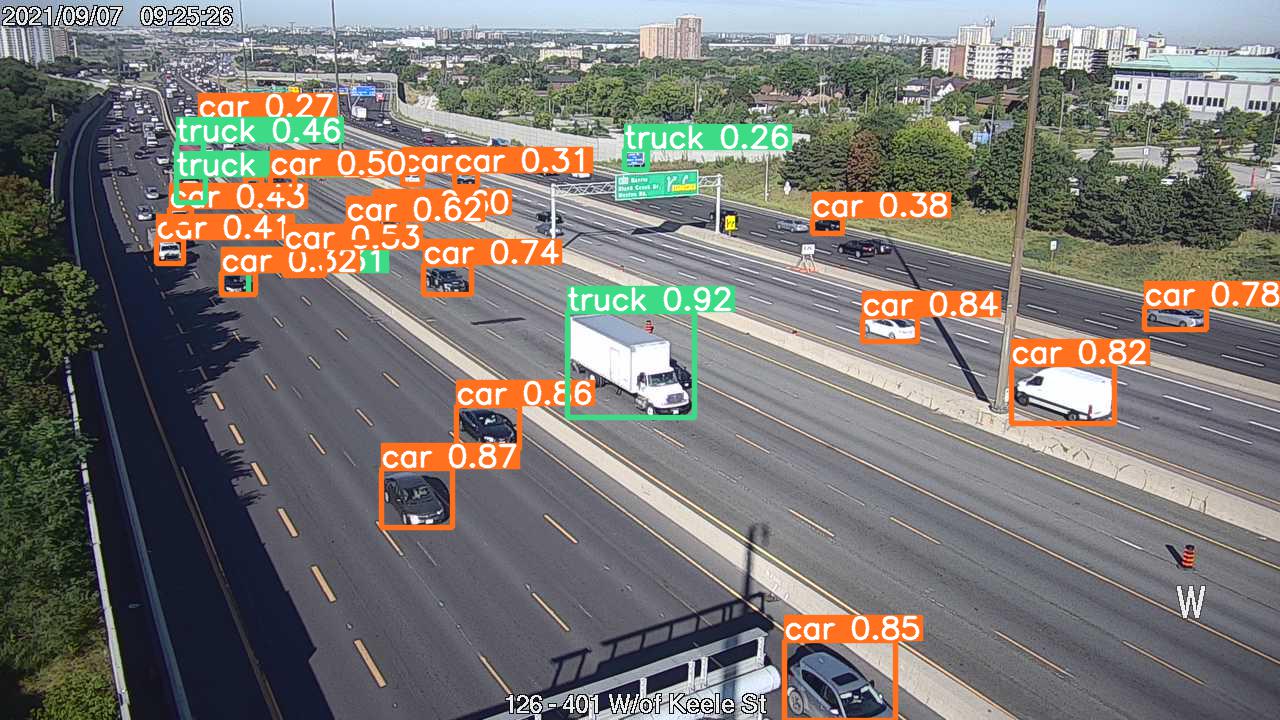 2021/09/07 09:25:26
car 0.27
truck 0.46
truck 0.26
truck
car 0.50
car
car 0.31
car 0.43
car 0.62
car 0.38
car 0.41
car 0.53
car 0.74
car 0.32
car 0.78
truck 0.92
car 0.84
car 0.82
car 0.86
car 0.87
W
car 0.85
126 - 401 W/of Keele St